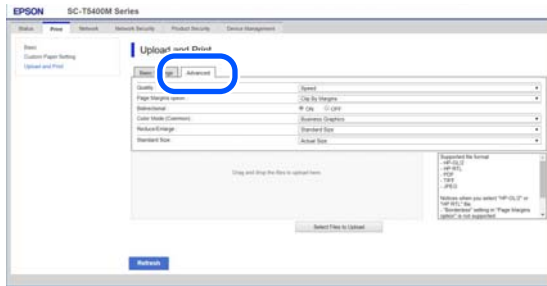 EPSON SC-T5400M Series
Status Print Network Network Security Product Security Device Management
Basic
Custom Paper Setting
Upload and Print
Upload and Print
Basic Advanced
Quality : Speed
Page Margins option : Clip By Margins
Bidirectional : ON OFF
Color Mode (Common) : Business Graphics
Reduce/Enlarge : Standard Size
Standard Size : Actual Size
Drag and drop the files to upload here.
Supported file format
- HP-GL/2
- HP-RTL
- PDF
- TIFF
- JPEG
Notices when you select "HP-GL/2" or
"HP-RTL" file.
- "Borderless" setting in "Page Margins
option" is not supported
Select Files to Upload
Refresh